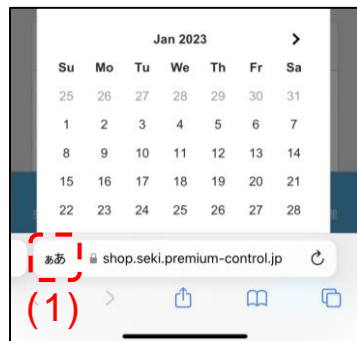 Jan 2023
Su Mo Tu We Th Fr Sa
25 26 27 28 29 30 31
1 2 3 4 5 6 7
8 9 10 11 12 13 14
15 16 17 18 19 20 21
22 23 24 25 26 27 28
ぁあ shop.seki.premium-control.jp
(1)